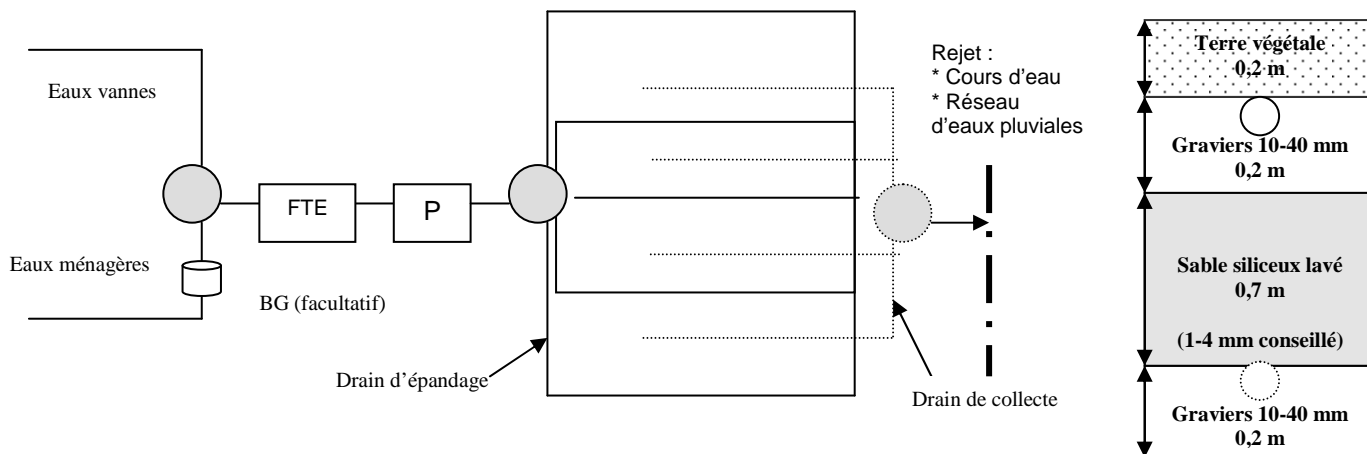 Eaux vannes
Eaux ménagères
BG (facultatif)
FTE
P
Drain d’épandage
Rejet :
* Cours d’eau
* Réseau
d’eaux pluviales
Drain de collecte
Terre végétale
0,2 m
Graviers 10-40 mm
0,2 m
Sable siliceux lavé
0,7 m
(1-4 mm conseillé)
Graviers 10-40 mm
0,2 m